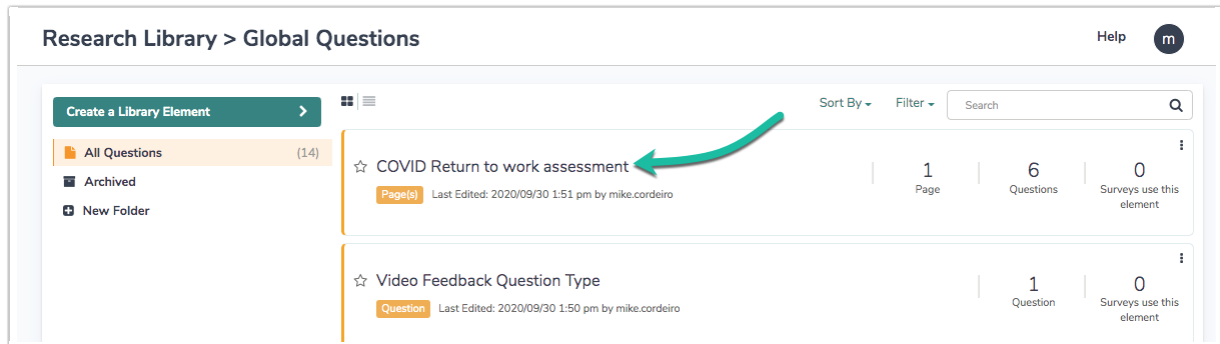 Research Library > Global Questions
Help
m
Create a Library Element
All Questions (14)
Archived
New Folder
Sort By
Filter
Search
COVID Return to work assessment
Page(s) Last Edited: 2020/09/30 1:51 pm by mike.cordeiro
1
Page
6
Questions
0
Surveys use this
element
Video Feedback Question Type
Question Last Edited: 2020/09/30 1:50 pm by mike.cordeiro
1
Question
0
Surveys use this
element